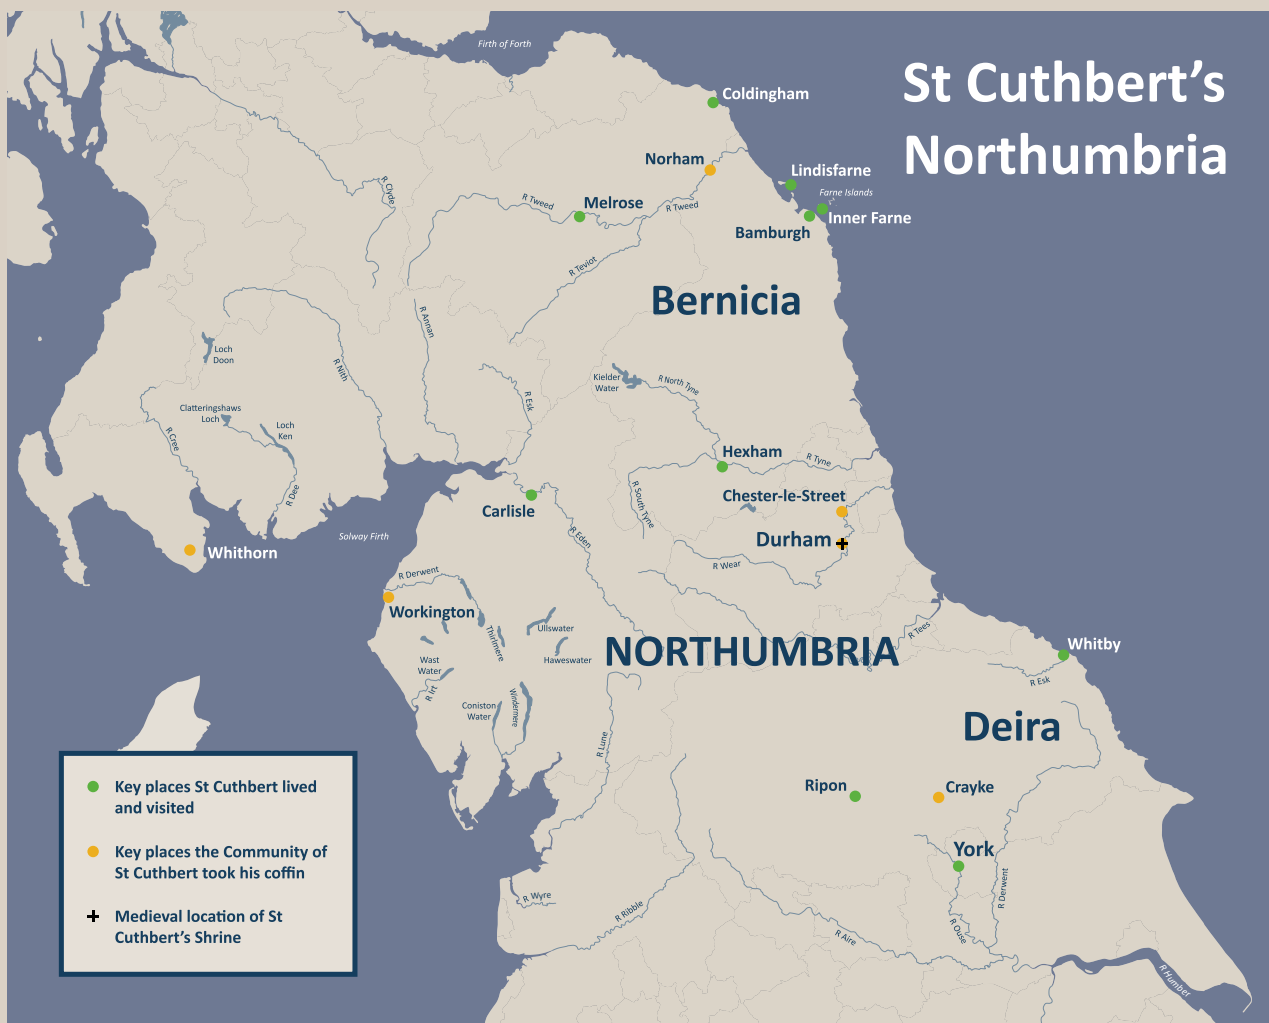 St Cuthbert's
Northumbria
Firth of Forth
Coldingham
Norham
Lindisfarne
Farne Islands
Inner Farne
Bamburgh
R Clyde
R Tweed
Melrose
R Tweed
R Teviot
Bernicia
R Annan
R Nith
Loch
Doon
Clatteringshaws
Loch
Loch
Ken
R Cree
R Dee
R Esk
Kielder
Water
R North Tyne
Hexham
R Tyne
Chester-le-Street
R South Tyne
Carlisle
Durham
R Wear
R Eden
Solway Firth
Whithorn
R Derwent
Workington
Thirlmere
Ullswater
Haweswater
Wast
Water
R Irt
Coniston
Water
Windermere
NORTHUMBRIA
R Tees
Whitby
R Esk
Deira
R Lune
Ripon
Crayke
York
R Derwent
R Ouse
R Wyre
R Ribble
R Aire
R Humber
Key places St Cuthbert lived
and visited
Key places the Community of
St Cuthbert took his coffin
Medieval location of St
Cuthbert's Shrine